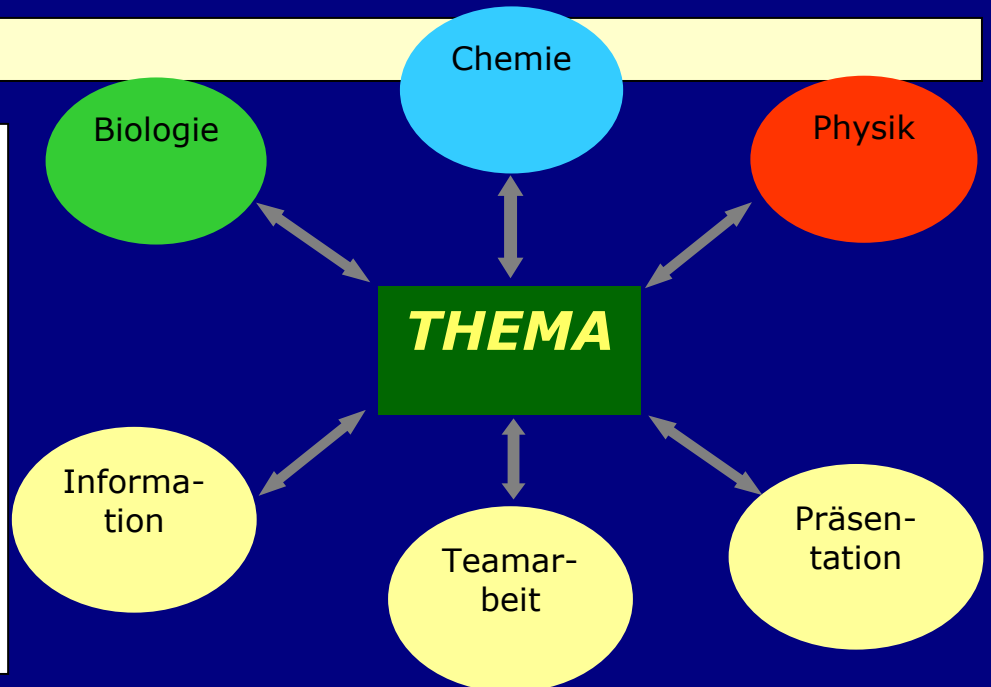 Chemie
Biologie
Physik
THEMA
Informa-
tion
Teamar-
beit
Präsen-
tation